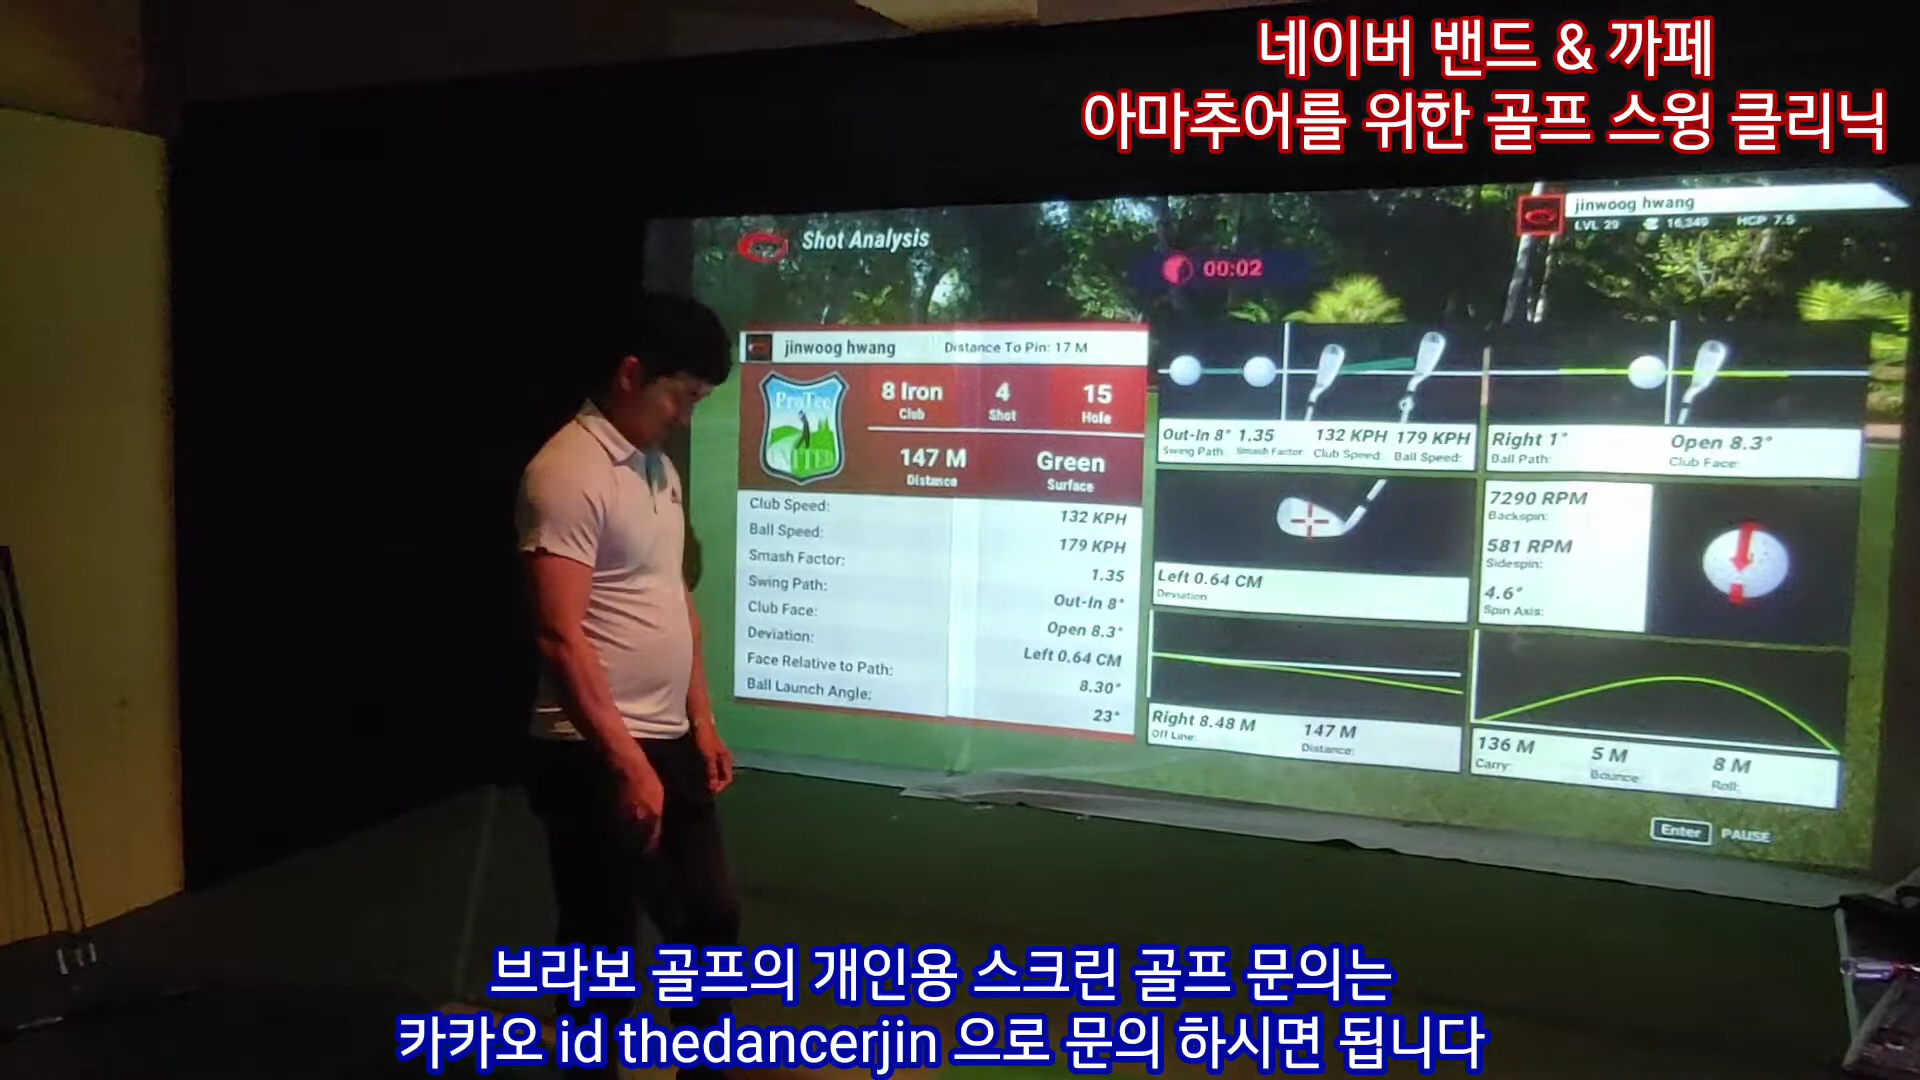 네이버 밴드 & 까페
아마추어를 위한 골프 스윙 클리닉
jinwoog hwang
LVL 29 16,349 HCP 7.5
Shot Analysis
00:02
jinwoog hwang Distance To Pin: 17 M
ProTec
UNITED
8 Iron 4 15
Club Shot Hole
147 M Green
Distance Surface
Club Speed: 132 KPH
Ball Speed: 179 KPH
Smash Factor: 1.35
Swing Path: Out-In 8°
Club Face: Open 8.3°
Deviation: Left 0.64 CM
Face Relative to Path: 8.30°
Ball Launch Angle: 23°
Out-In 8° 1.35 132 KPH 179 KPH
Swing Path: Smash Factor Club Speed: Ball Speed:
Right 1° Open 8.3°
Ball Path: Club Face:
Left 0.64 CM
Deviation
7290 RPM
Backspin:
581 RPM
Sidespin:
4.6°
Spin Axis:
Right 8.48 M 147 M
Off Line: Distance:
136 M 5 M 8 M
Carry: Bounce: Roll:
Enter PAUSE
브라보 골프의 개인용 스크린 골프 문의는
카카오 id thedancerjin 으로 문의 하시면 됩니다